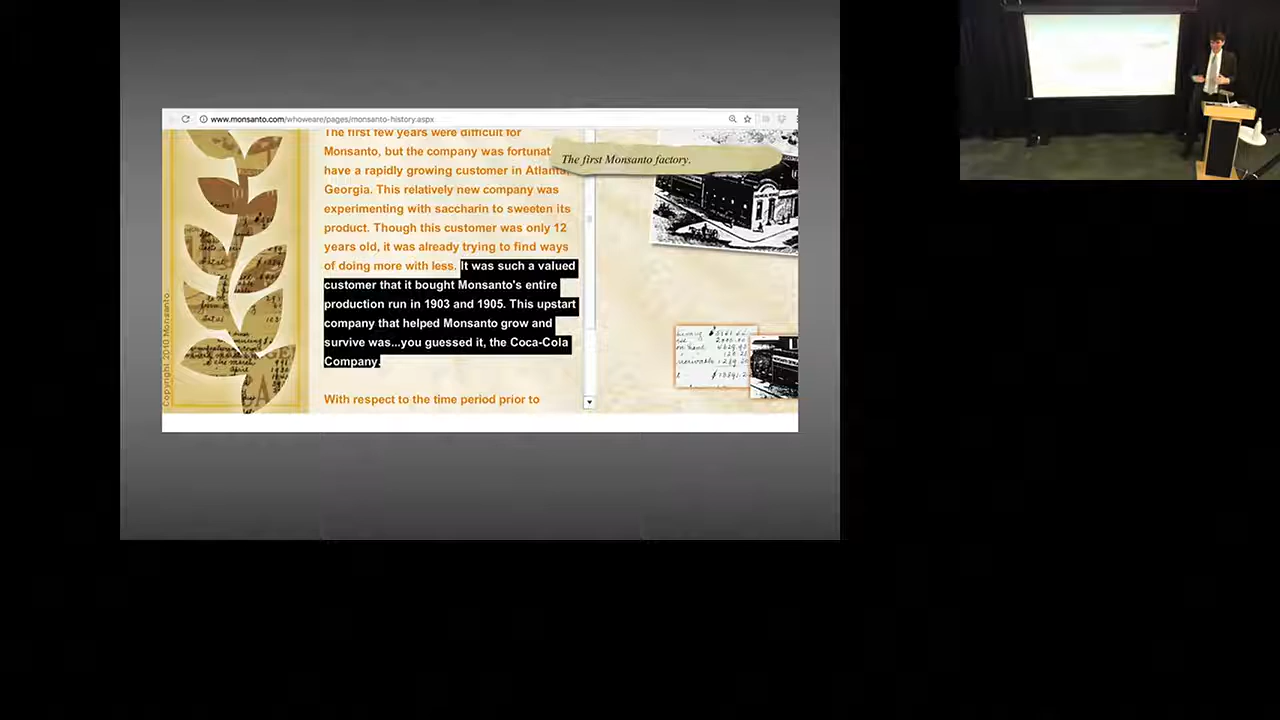 www.monsanto.com/whoweare/pages/monsanto-history.aspx
The first few years were difficult for
Monsanto, but the company was fortunat
have a rapidly growing customer in Atlanta,
Georgia. This relatively new company was
experimenting with saccharin to sweeten its
product. Though this customer was only 12
years old, it was already trying to find ways
of doing more with less. It was such a valued
customer that it bought Monsanto's entire
production run in 1903 and 1905. This upstart
company that helped Monsanto grow and
survive was...you guessed it, the Coca-Cola
Company.
With respect to the time period prior to
The first Monsanto factory.
Copyright 2010 Monsanto